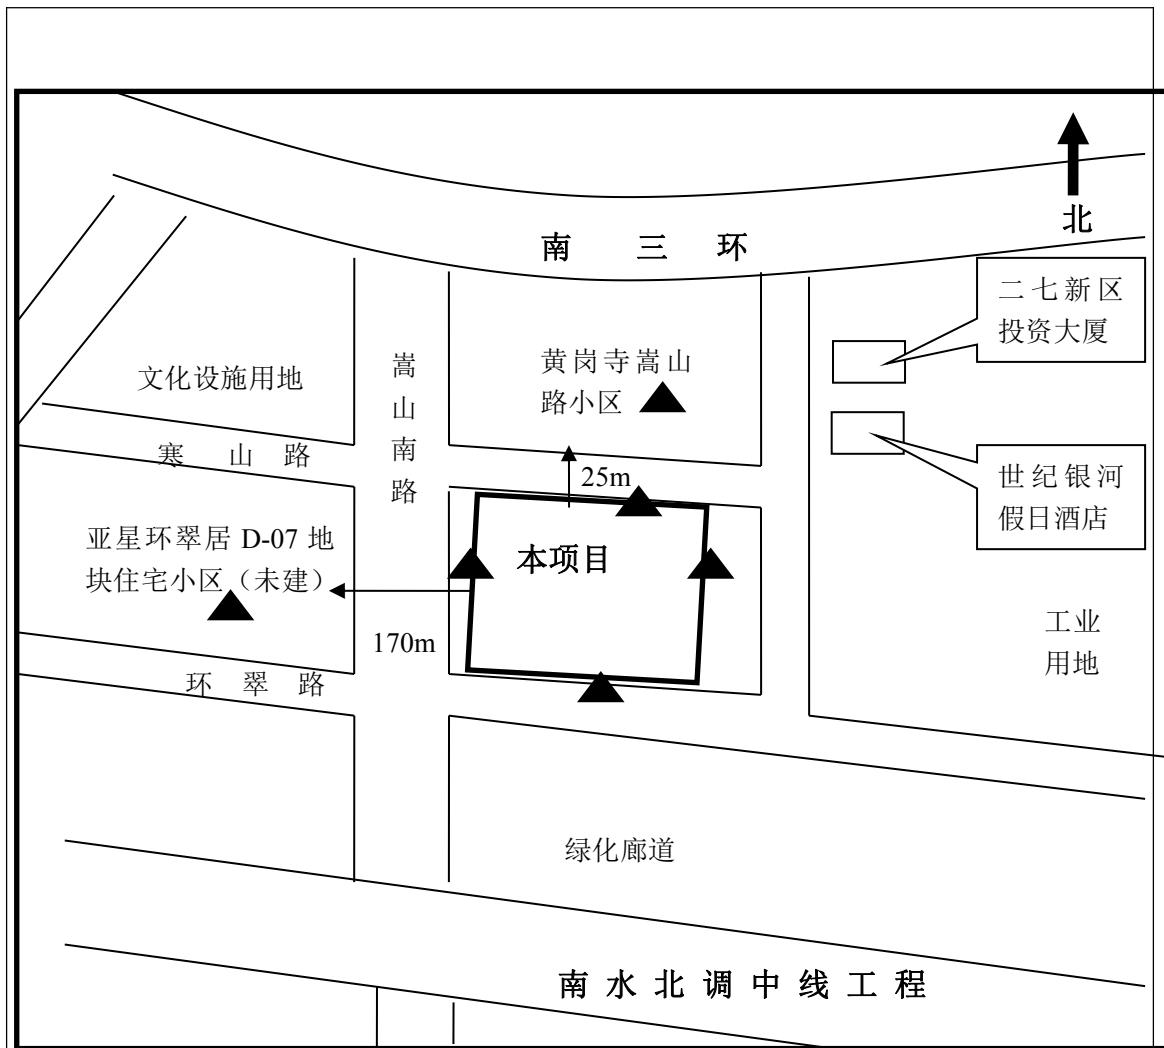 北
南三环
二七新区
投资大厦
黄岗寺嵩山
路小区
文化设施用地
嵩山南路
寒山路
25m
世纪银河
假日酒店
亚星环翠居 D-07 地
块住宅小区（未建）
本项目
170m
工业
用地
环翠路
绿化廊道
南水北调中线工程